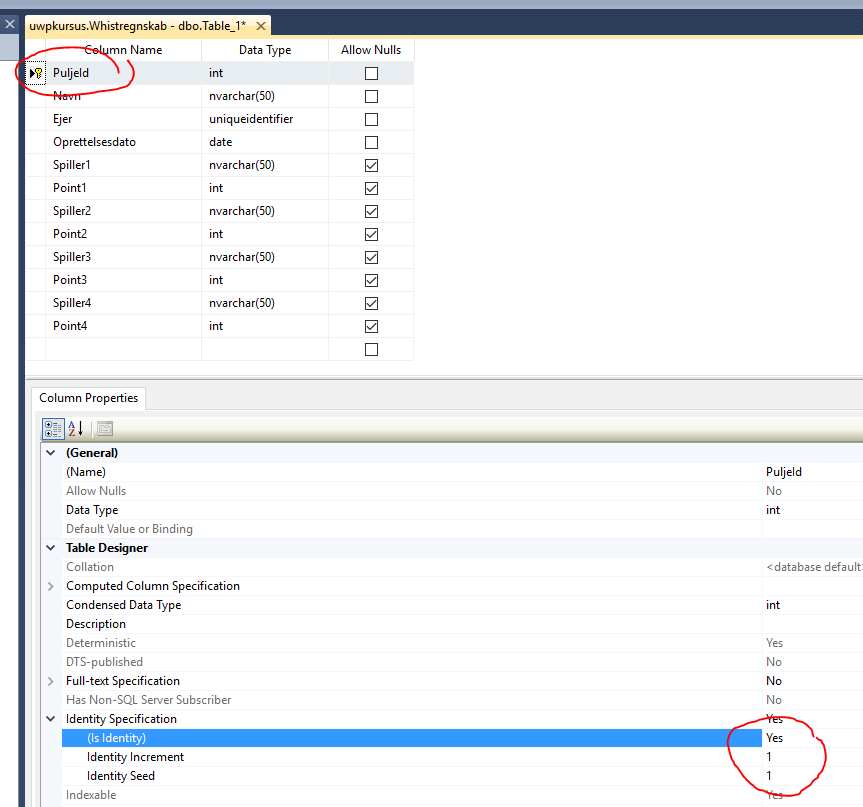 uwpkursus.Whistregnskab - dbo.Table_1*
Column Name Data Type Allow Nulls
PuljeId int
Navn nvarchar(50)
Ejer uniqueidentifier
Oprettelsesdato date
Spiller1 nvarchar(50)
Point1 int
Spiller2 nvarchar(50)
Point2 int
Spiller3 nvarchar(50)
Point3 int
Spiller4 nvarchar(50)
Point4 int
Column Properties
(General)
(Name) PuljeId
Allow Nulls No
Data Type int
Default Value or Binding
Table Designer
Collation <database default>
Computed Column Specification
Condensed Data Type int
Description
Deterministic Yes
DTS-published No
Full-text Specification No
Has Non-SQL Server Subscriber No
Identity Specification Yes
(Is Identity) Yes
Identity Increment 1
Identity Seed 1
Indexable Yes